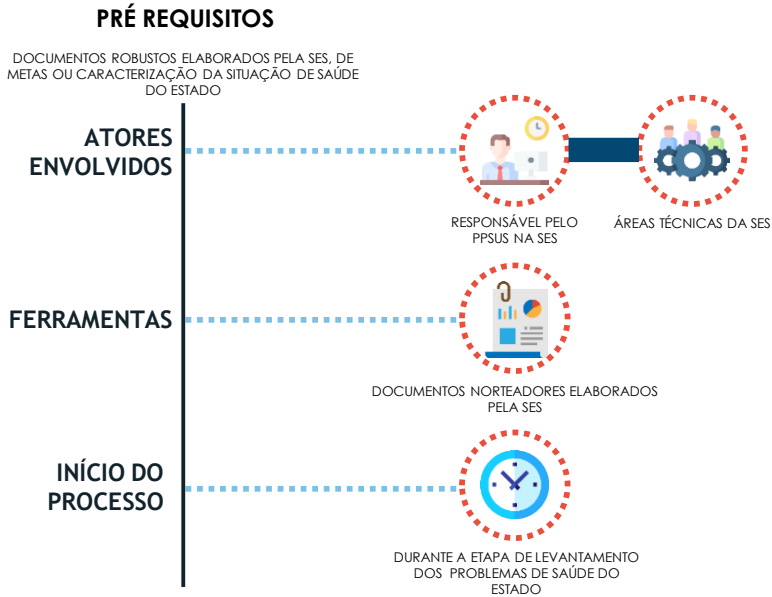 PRÉ REQUISITOS
DOCUMENTOS ROBUSTOS ELABORADOS PELA SES, DE
METAS OU CARACTERIZAÇÃO DA SITUAÇÃO DE SAÚDE
DO ESTADO
ATORES
ENVOLVIDOS
RESPONSÁVEL PELO
PPSUS NA SES
ÁREAS TÉCNICAS DA SES
FERRAMENTAS
DOCUMENTOS NORTEADORES ELABORADOS
PELA SES
INÍCIO DO
PROCESSO
DURANTE A ETAPA DE LEVANTAMENTO
DOS PROBLEMAS DE SAÚDE DO
ESTADO